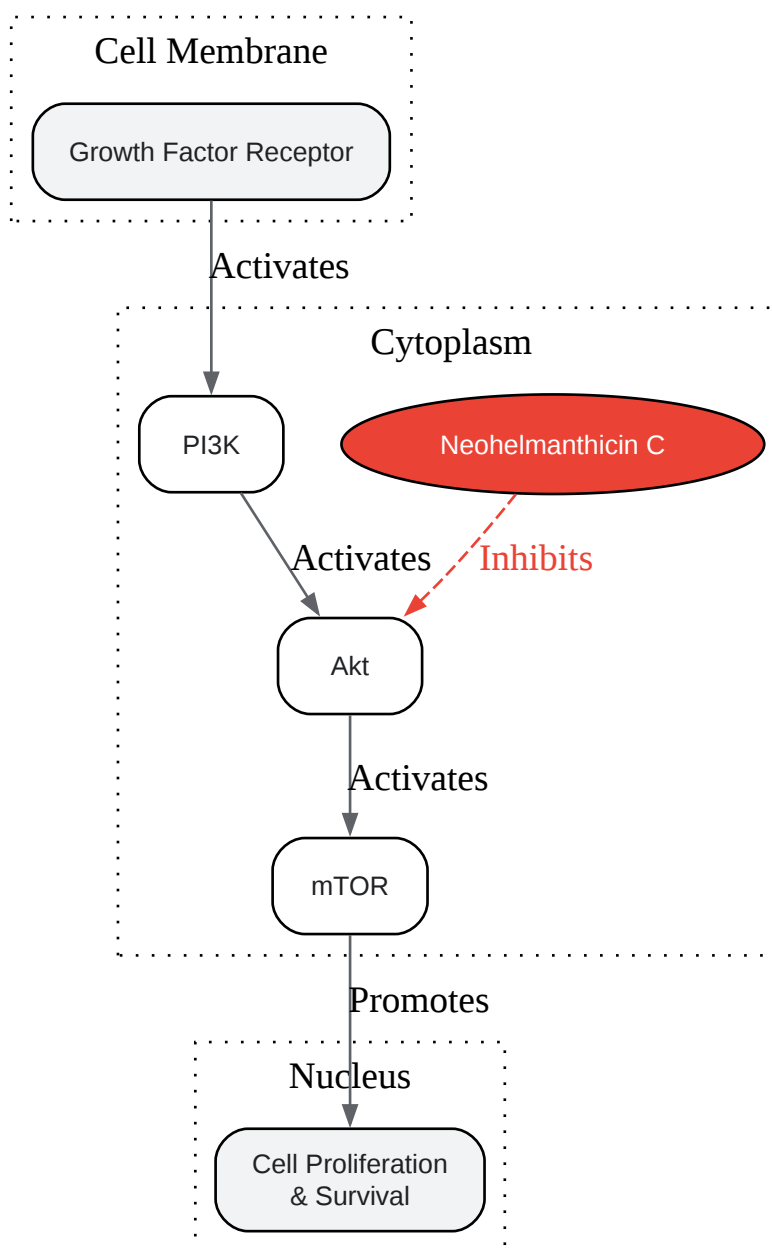 Cell Membrane
Growth Factor Receptor
Activates
Cytoplasm
PI3K
Neohelmanthicin C
Activates
Inhibits
Akt
Activates
mTOR
Promotes
Nucleus
Cell Proliferation
& Survival